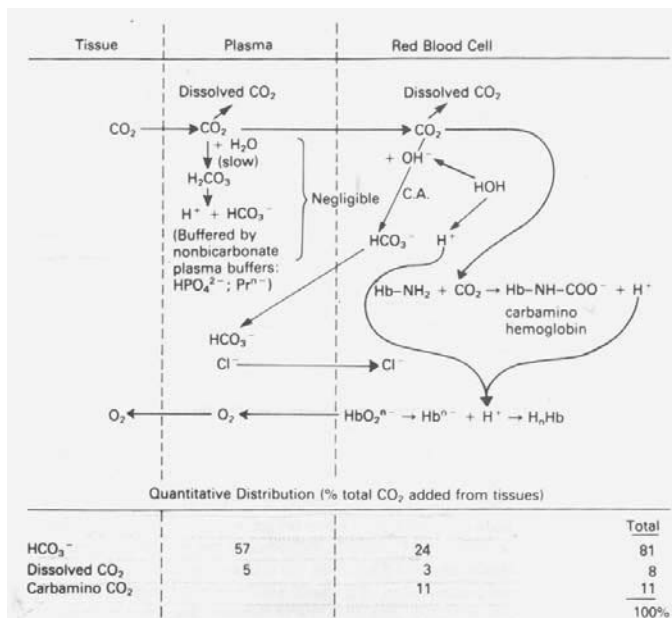 Tissue Plasma Red Blood Cell
Dissolved CO₂ Dissolved CO₂
CO₂ CO₂ CO₂
+ H₂O + OH⁻
(slow) C.A. HOH
H₂CO₃
Negligible
H⁺ + HCO₃⁻ HCO₃⁻ H⁺
(Buffered by
nonbicarbonate
plasma buffers:
HPO₄²⁻; Prⁿ⁻)
Hb–NH₂ + CO₂ → Hb–NH–COO⁻ + H⁺
carbamino
hemoglobin
HCO₃⁻
Cl⁻ Cl⁻
O₂ O₂ HbO₂ⁿ⁻ → Hbⁿ⁻ + H⁺ → HₙHb
Quantitative Distribution (% total CO₂ added from tissues)
Total
HCO₃⁻ 57 24 81
Dissolved CO₂ 5 3 8
Carbamino CO₂ 11 11
100%